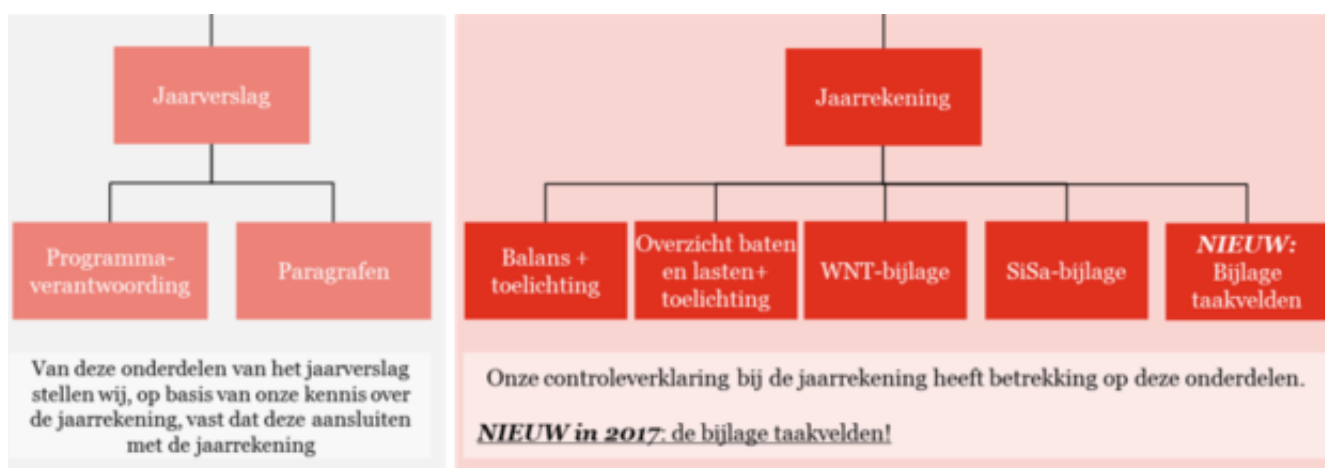 Jaarverslag
Jaarrekening
Programma-
verantwoording
Paragrafen
Balans +
toelichting
Overzicht baten
en lasten+
toelichting
WNT-bijlage
SiSa-bijlage
NIEUW:
Bijlage
taakvelden
Van deze onderdelen van het jaarverslag
stellen wij, op basis van onze kennis over
de jaarrekening, vast dat deze aansluiten
met de jaarrekening
Onze controleverklaring bij de jaarrekening heeft betrekking op deze onderdelen.
NIEUW in 2017: de bijlage taakvelden!